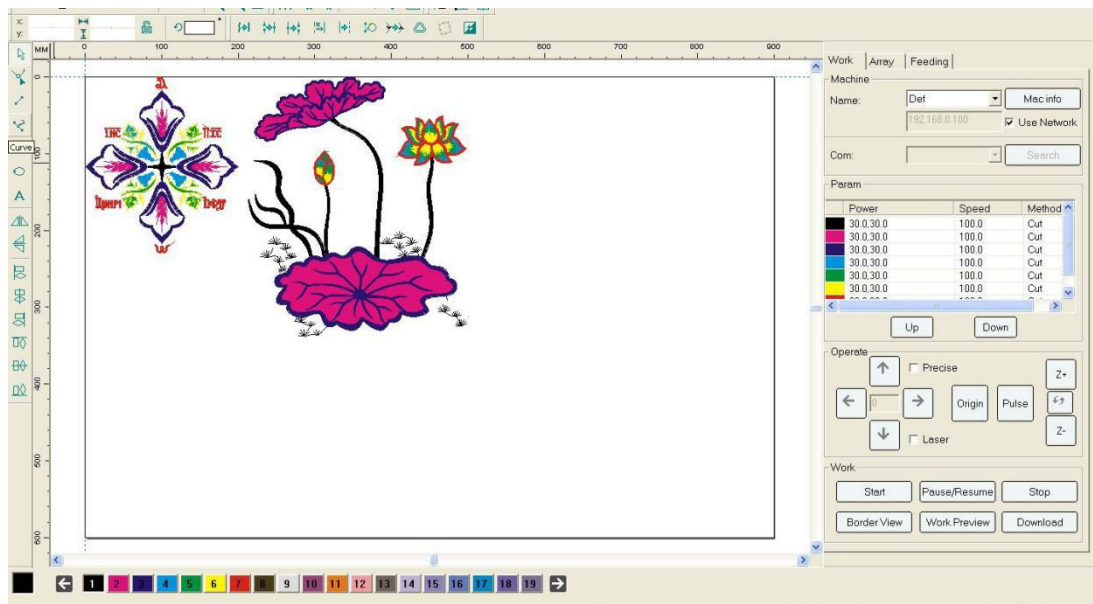 x:
y:
MM
0
100
200
300
400
500
600
700
800
900
0
100
200
300
400
500
600
Curve
A
Work Array Feeding
Machine
Name: Def Mac info
192.168.0.100 Use Network
Com: Search
Param
Power Speed Method
30.0,30.0 100.0 Cut
30.0,30.0 100.0 Cut
30.0,30.0 100.0 Cut
30.0,30.0 100.0 Cut
30.0,30.0 100.0 Cut
30.0,30.0 100.0 Cut
Up Down
Operate
Precise
Z+
0
Origin Pulse
Z-
Laser
Work
Start Pause/Resume Stop
Border View Work Preview Download
1 2 3 4 5 6 7 8 9 10 11 12 13 14 15 16 17 18 19